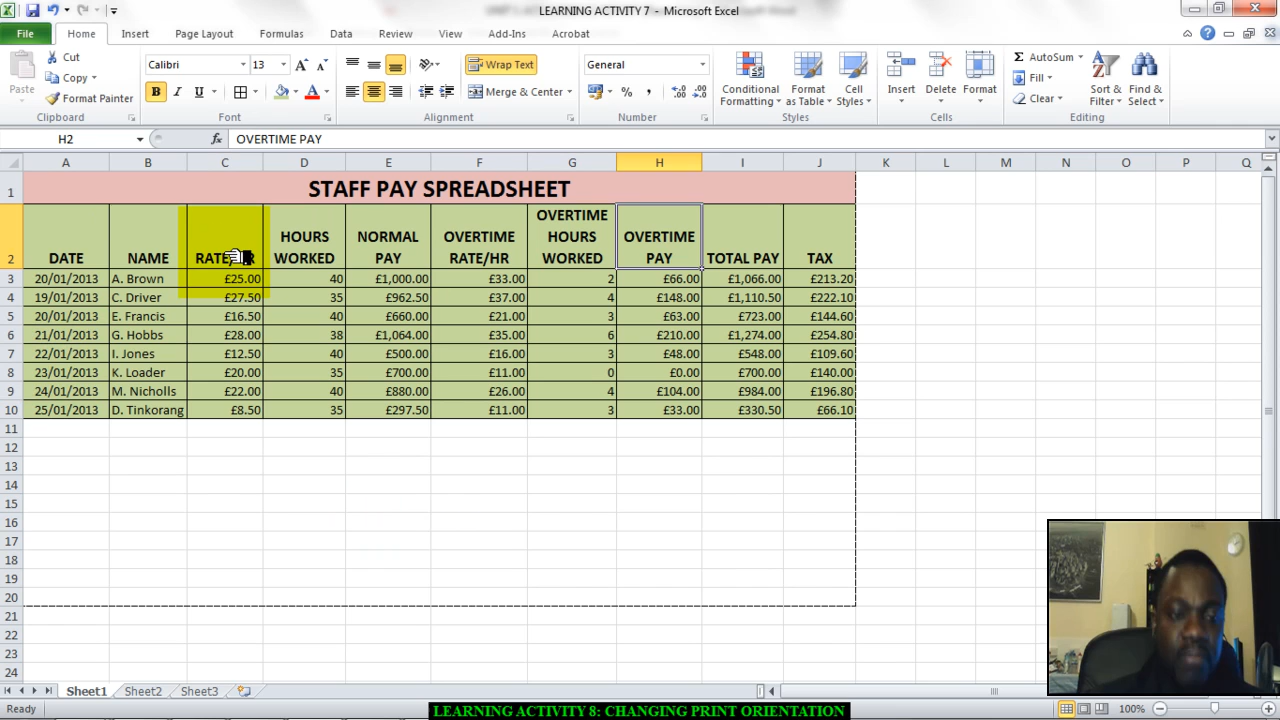 LEARNING ACTIVITY 7 - Microsoft Excel
File Home Insert Page Layout Formulas Data Review View Add-Ins Acrobat
Paste
Cut
Copy
Format Painter
Clipboard
Calibri 13
B I U
Font
Wrap Text
Merge & Center
Alignment
General
Number
Conditional Formatting
Format as Table
Cell Styles
Styles
Insert Delete Format
Cells
AutoSum
Fill
Clear
Sort & Filter
Find & Select
Editing
H2 fx OVERTIME PAY
A B C D E F G H I J K L M N O P Q
1 STAFF PAY SPREADSHEET
2 DATE NAME HOURS WORKED NORMAL PAY OVERTIME RATE/HR OVERTIME HOURS WORKED OVERTIME PAY TOTAL PAY TAX
3 20/01/2013 A. Brown £25.00 40 £1,000.00 £33.00 2 £66.00 £1,066.00 £213.20
4 19/01/2013 C. Driver £27.50 35 £962.50 £37.00 4 £148.00 £1,110.50 £222.10
5 20/01/2013 E. Francis £16.50 40 £660.00 £21.00 3 £63.00 £723.00 £144.60
6 21/01/2013 G. Hobbs £28.00 38 £1,064.00 £35.00 6 £210.00 £1,274.00 £254.80
7 22/01/2013 I. Jones £12.50 40 £500.00 £16.00 3 £48.00 £548.00 £109.60
8 23/01/2013 K. Loader £20.00 35 £700.00 £11.00 0 £0.00 £700.00 £140.00
9 24/01/2013 M. Nicholls £22.00 40 £880.00 £26.00 4 £104.00 £984.00 £196.80
10 25/01/2013 D. Tinkorang £8.50 35 £297.50 £11.00 3 £33.00 £330.50 £66.10
11
12
13
14
15
16
17
18
19
20
21
22
23
24
Sheet1 Sheet2 Sheet3
Ready
LEARNING ACTIVITY 8: CHANGING PRINT ORIENTATION
100%